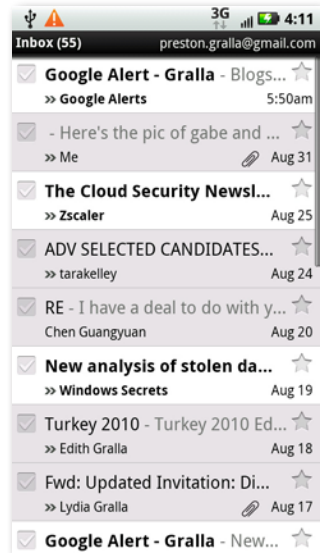 3G 4:11
Inbox (55) preston.gralla@gmail.com
Google Alert - Gralla - Blogs...
» Google Alerts 5:50am
- Here's the pic of gabe and ...
» Me Aug 31
The Cloud Security Newsl...
» Zscaler Aug 25
ADV SELECTED CANDIDATES...
» tarakelley Aug 24
RE - I have a deal to do with y...
Chen Guangyuan Aug 20
New analysis of stolen da...
» Windows Secrets Aug 19
Turkey 2010 - Turkey 2010 Ed...
» Edith Gralla Aug 18
Fwd: Updated Invitation: Di...
» Lydia Gralla Aug 17
Google Alert - Gralla - New...